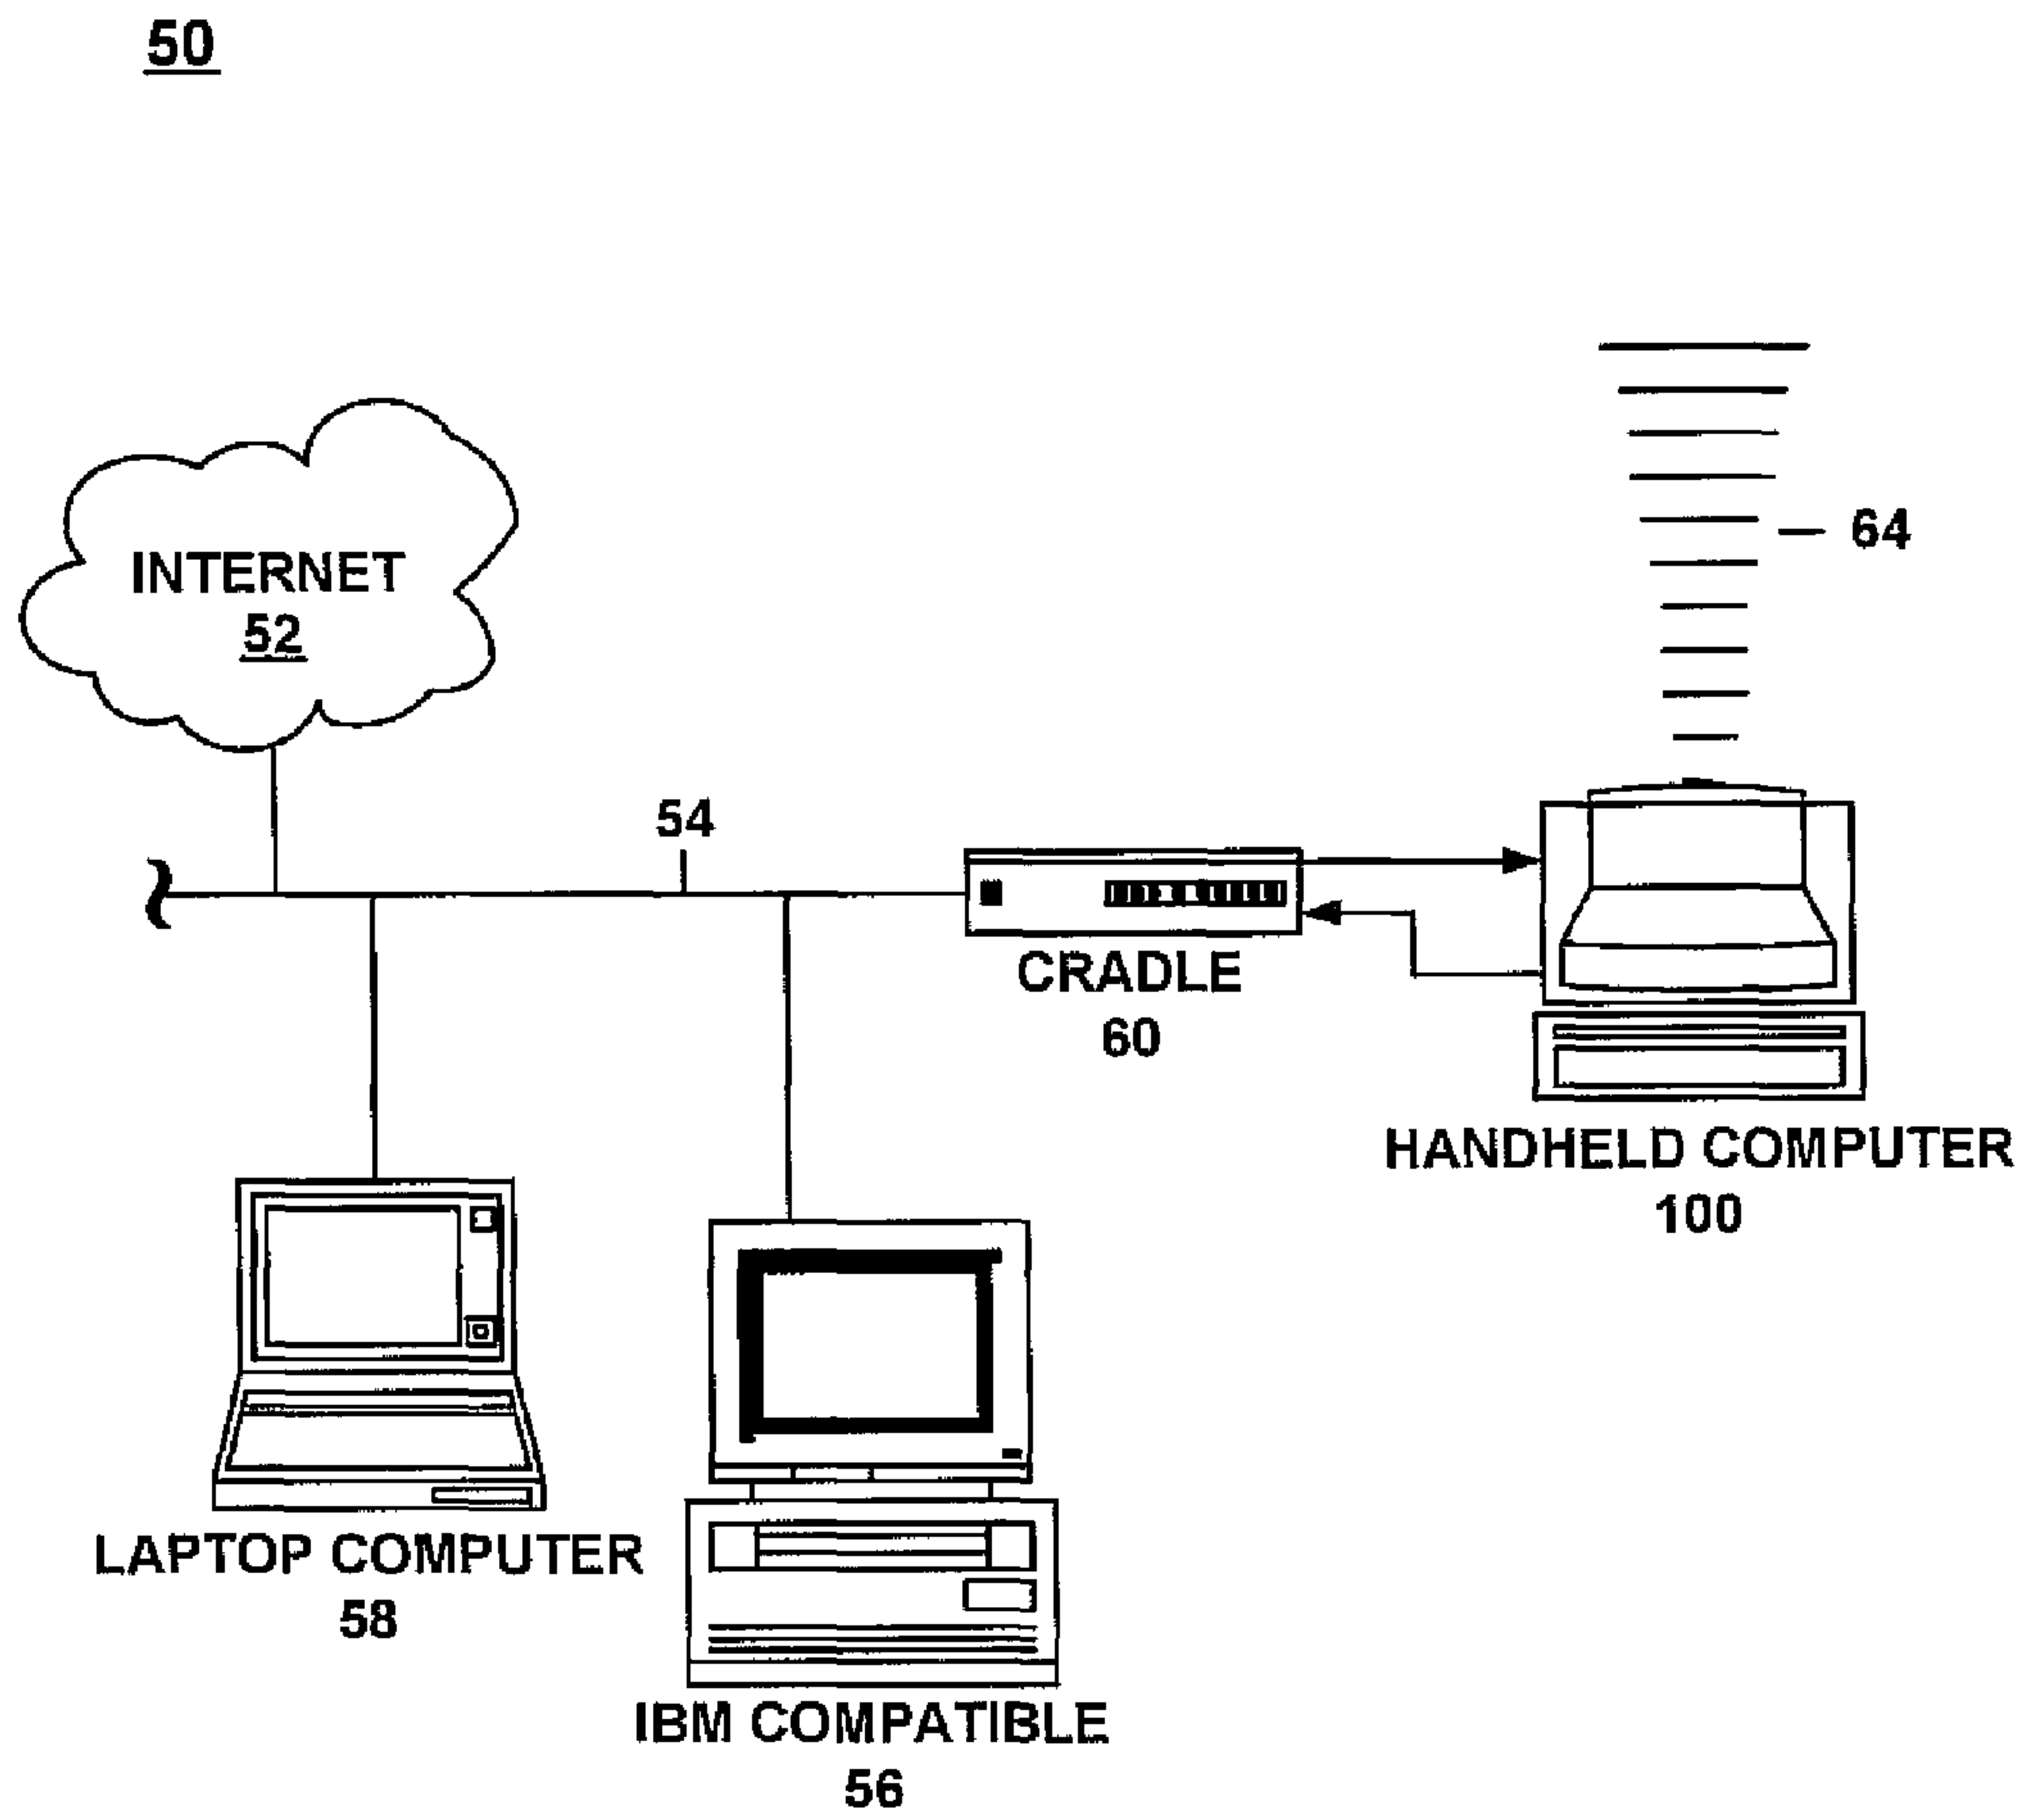 50
INTERNET
52
64
54
CRADLE
60
HANDHELD COMPUTER
100
LAPTOP COMPUTER
58
IBM COMPATIBLE
56